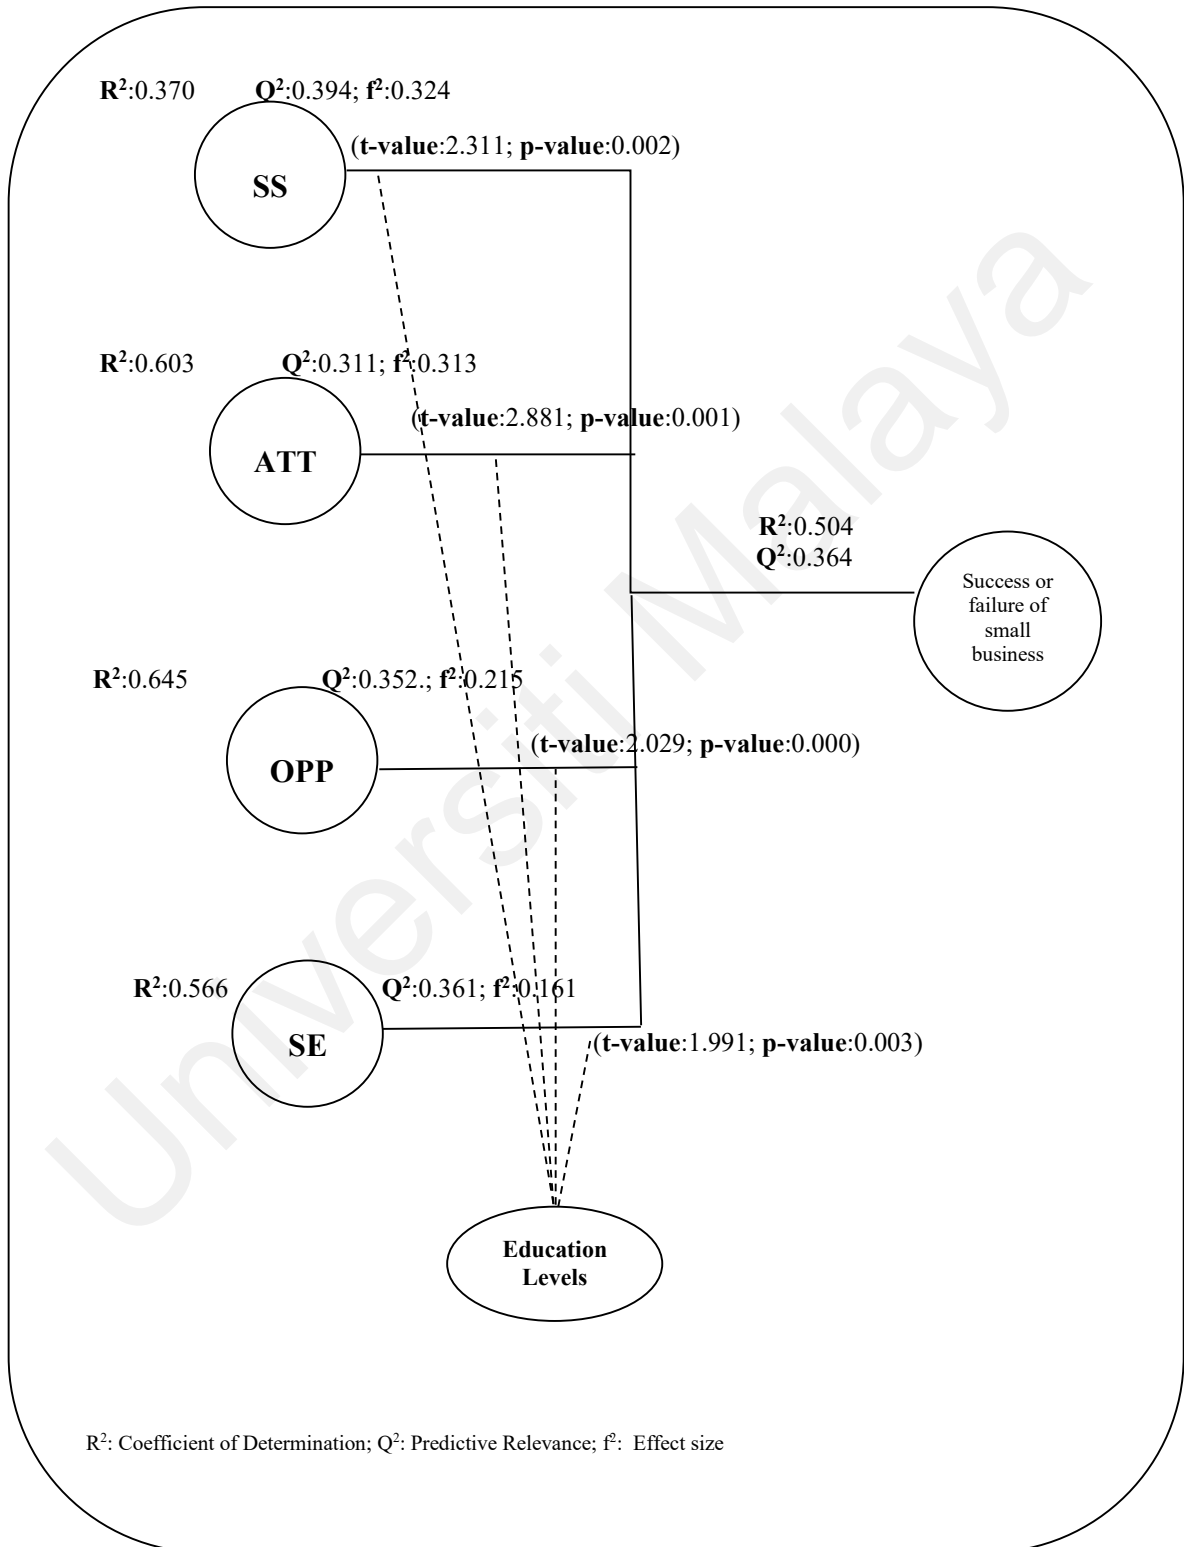 R²:0.370 Q²:0.394; f²:0.324
(t-value:2.311; p-value:0.002)
SS
R²:0.603 Q²:0.311; f²:0.313
(t-value:2.881; p-value:0.001)
ATT
R²:0.504
Q²:0.364
Success or
failure of
small
business
R²:0.645 Q²:0.352.; f²:0.215
(t-value:2.029; p-value:0.000)
OPP
R²:0.566 Q²:0.361; f²:0.161
SE
(t-value:1.991; p-value:0.003)
Education
Levels
R²: Coefficient of Determination; Q²: Predictive Relevance; f²: Effect size
Universiti Malaya